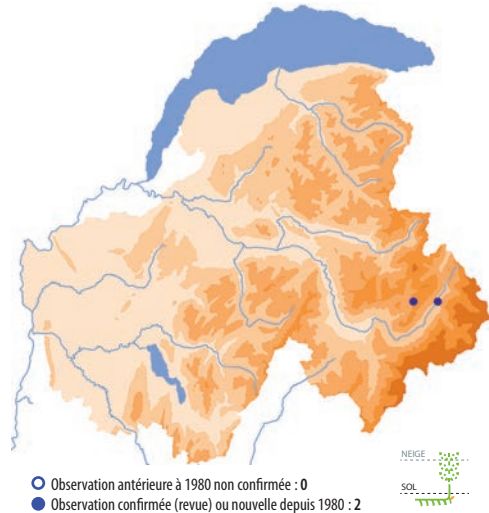 NEIGE
SOL
Observation antérieure à 1980 non confirmée : 0
Observation confirmée (revue) ou nouvelle depuis 1980 : 2